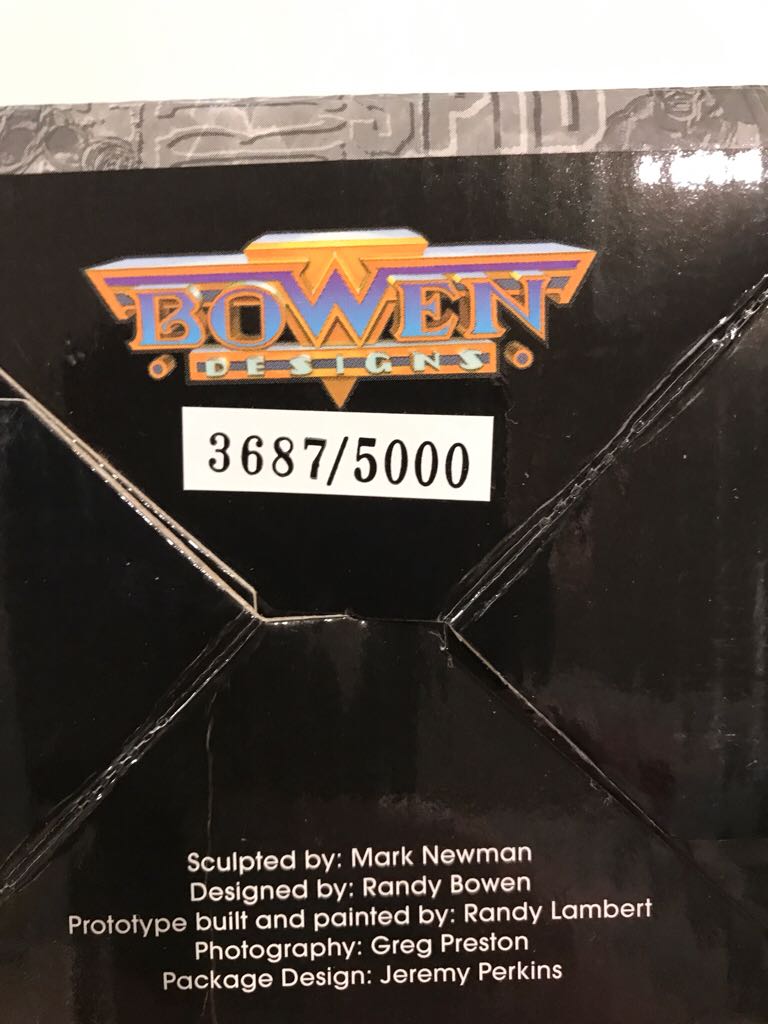 BOWEN
DESIGNS
3687/5000
Sculpted by: Mark Newman
Designed by: Randy Bowen
Prototype built and painted by: Randy Lambert
Photography: Greg Preston
Package Design: Jeremy Perkins